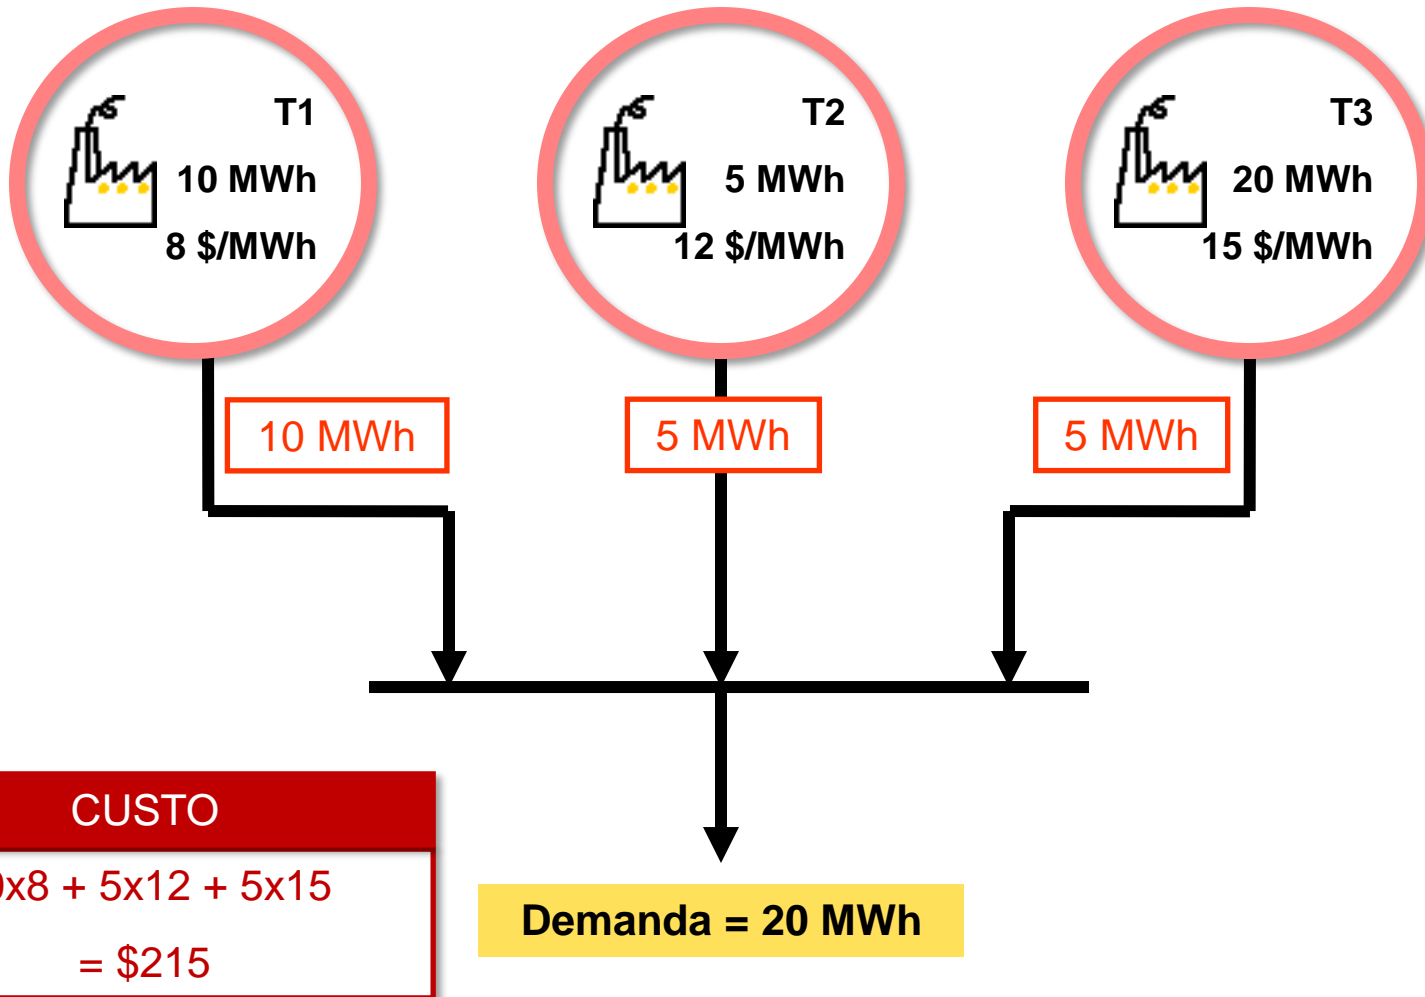 T1
10 MWh
8 $/MWh
T2
5 MWh
12 $/MWh
T3
20 MWh
15 $/MWh
10 MWh
5 MWh
5 MWh
CUSTO
0x8 + 5x12 + 5x15
= $215
Demanda = 20 MWh